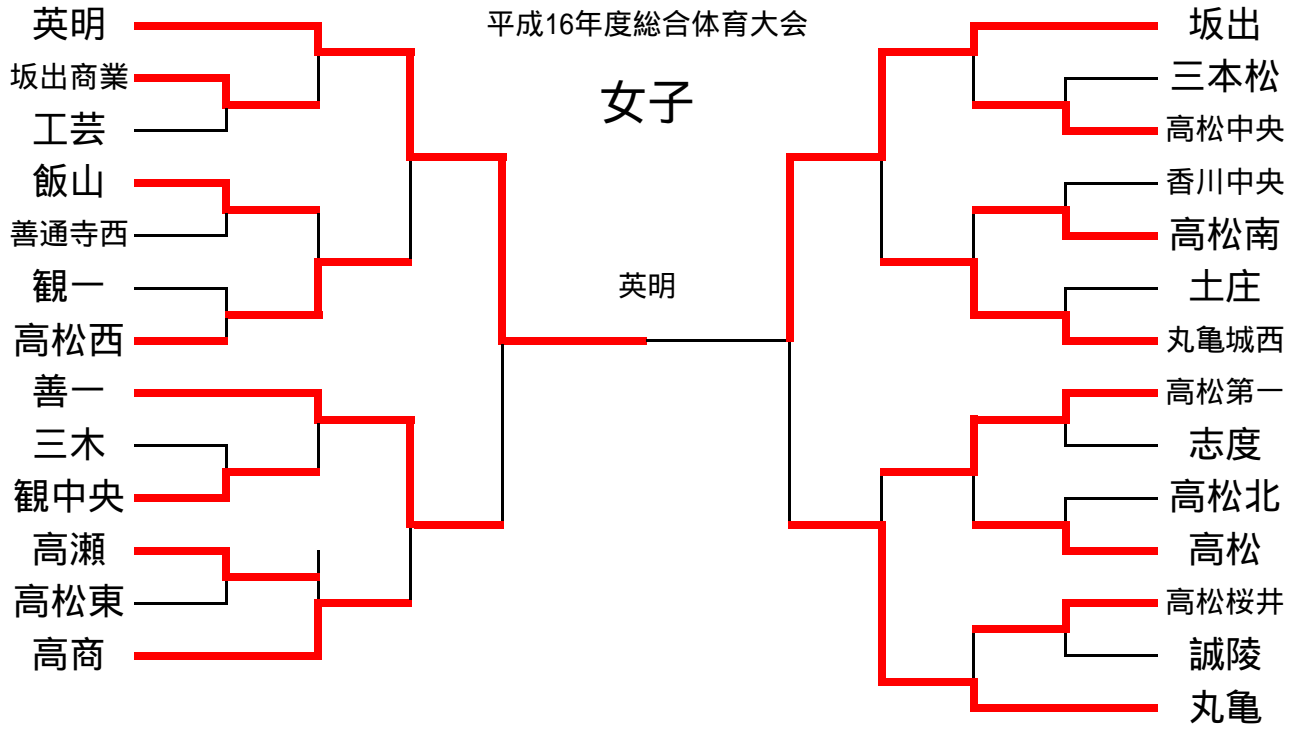 平成16年度総合体育大会
女子
英明
坂出商業
工芸
飯山
善通寺西
観一
高松西
善一
三木
観中央
高瀬
高松東
高商
英明
坂出
三本松
高松中央
香川中央
高松南
土庄
丸亀城西
高松第一
志度
高松北
高松
高松桜井
誠陵
丸亀